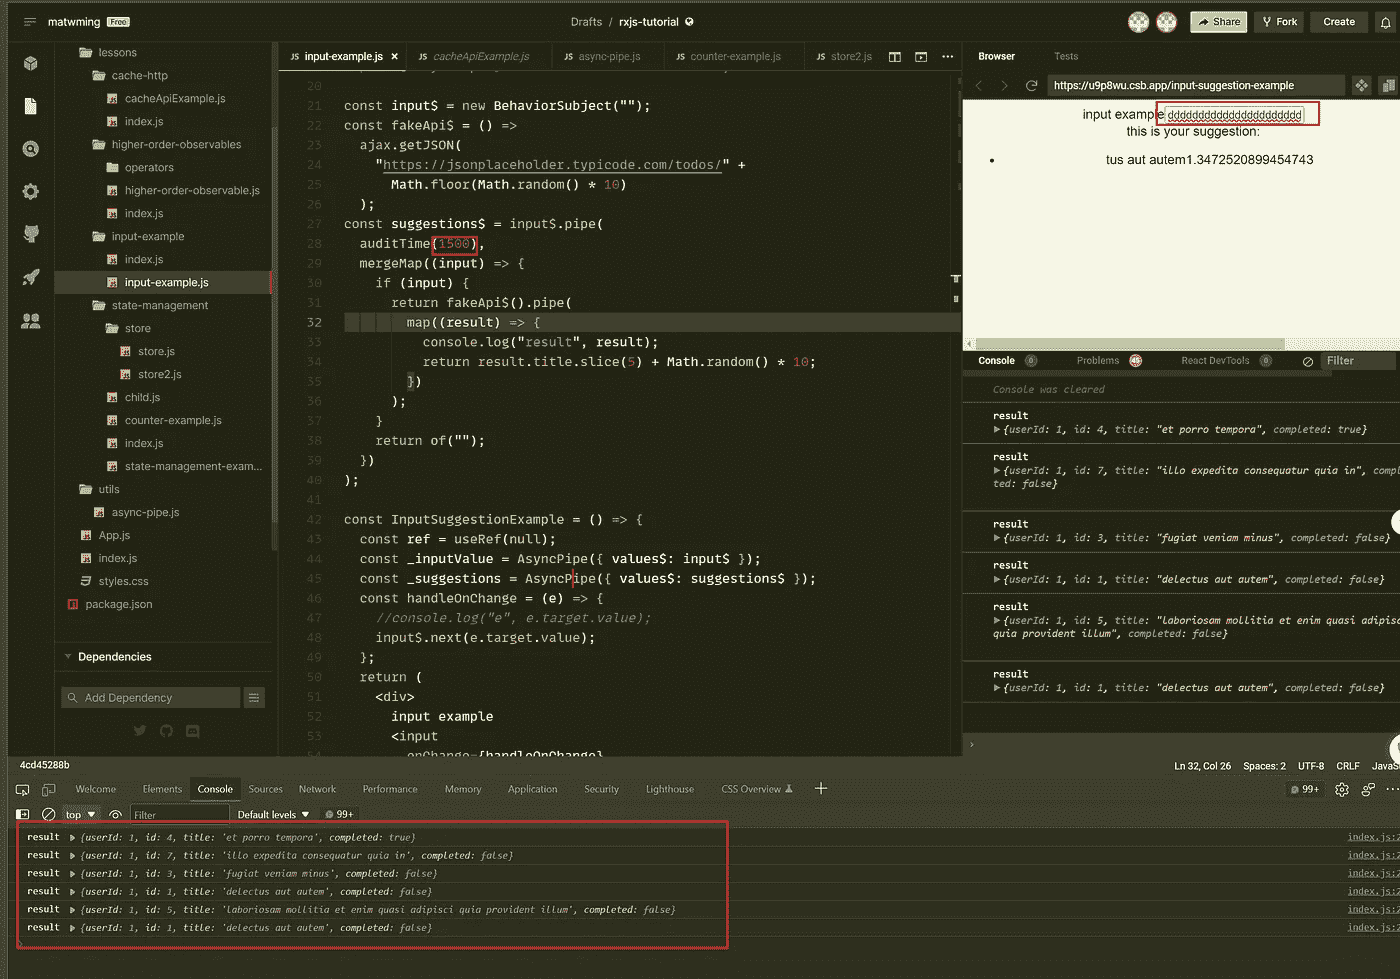 matwming Free
Drafts / rxjs-tutorial
Share
Fork
Create
lessons
cache-http
cacheApiExample.js
index.js
higher-order-observables
operators
higher-order-observable.js
index.js
input-example
index.js
input-example.js
state-management
store
store.js
store2.js
child.js
counter-example.js
index.js
state-management-exam...
utils
async-pipe.js
App.js
index.js
styles.css
package.json
Dependencies
Add Dependency
4cd45288b
JS input-example.js
JS cacheApiExample.js
JS async-pipe.js
JS counter-example.js
JS store2.js
20
21 const input$ = new BehaviorSubject("");
22 const fakeApi$ = () =>
23 ajax.getJSON(
24 "https://jsonplaceholder.typicode.com/todos/" +
25 Math.floor(Math.random() * 10)
26 );
27 const suggestions$ = input$.pipe(
28 auditTime(1500),
29 mergeMap((input) => {
30 if (input) {
31 return fakeApi$().pipe(
32 map((result) => {
33 console.log("result", result);
34 return result.title.slice(5) + Math.random() * 10;
35 })
36 );
37 }
38 return of("");
39 })
40 );
41
42 const InputSuggestionExample = () => {
43 const ref = useRef(null);
44 const _inputValue = AsyncPipe({ values$: input$ });
45 const _suggestions = AsyncPipe({ values$: suggestions$ });
46 const handleOnChange = (e) => {
47 //console.log("e", e.target.value);
48 input$.next(e.target.value);
49 };
50 return (
51 <div>
52 input example
53 <input
54 onChange={handleOnChange}
Browser
Tests
https://u9p8wu.csb.app/input-suggestion-example
input example
this is your suggestion:
• tus aut autem1.3472520899454743
Console 0
Problems
React DevTools 0
Filter
Console was cleared
result
{userId: 1, id: 4, title: "et porro tempora", completed: true}
result
{userId: 1, id: 7, title: "illo expedita consequatur quia in", comple
ted: false}
result
{userId: 1, id: 3, title: "fugiat veniam minus", completed: false}
result
{userId: 1, id: 1, title: "delectus aut autem", completed: false}
result
{userId: 1, id: 5, title: "laboriosam mollitia et enim quasi adipisc
quia provident illum", completed: false}
result
{userId: 1, id: 1, title: "delectus aut autem", completed: false}
Ln 32, Col 26 Spaces: 2 UTF-8 CRLF JavaS
Welcome Elements Console Sources Network Performance Memory Application Security Lighthouse CSS Overview
99+
top
Filter
Default levels
99+
result {userId: 1, id: 4, title: 'et porro tempora', completed: true} index.js:2
result {userId: 1, id: 7, title: 'illo expedita consequatur quia in', completed: false} index.js:2
result {userId: 1, id: 3, title: 'fugiat veniam minus', completed: false} index.js:2
result {userId: 1, id: 1, title: 'delectus aut autem', completed: false} index.js:2
result {userId: 1, id: 5, title: 'laboriosam mollitia et enim quasi adipisci quia provident illum', completed: false} index.js:2
result {userId: 1, id: 1, title: 'delectus aut autem', completed: false} index.js:2